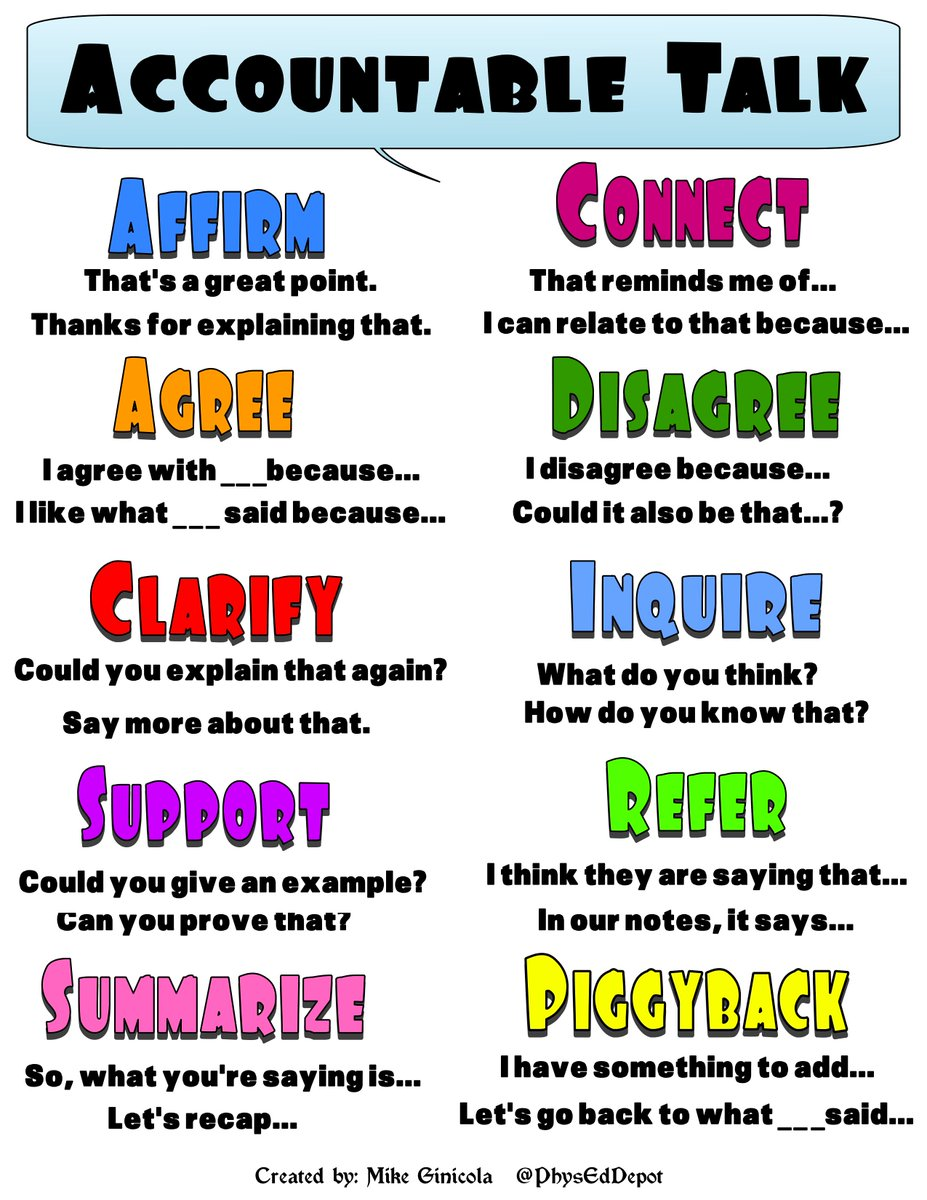 ACCOUNTABLE TALK
AFFIRM
That's a great point.
Thanks for explaining that.
CONNECT
That reminds me of...
I can relate to that because...
AGREE
I agree with ___because...
I like what ___ said because...
DISAGREE
I disagree because...
Could it also be that...?
CLARIFY
Could you explain that again?
Say more about that.
INQUIRE
What do you think?
How do you know that?
SUPPORT
Could you give an example?
Can you prove that?
REFER
I think they are saying that...
In our notes, it says...
SUMMARIZE
So, what you're saying is...
Let's recap...
PIGGYBACK
I have something to add...
Let's go back to what ___said...
Created by: Mike Ginicola @PhysEdDepot